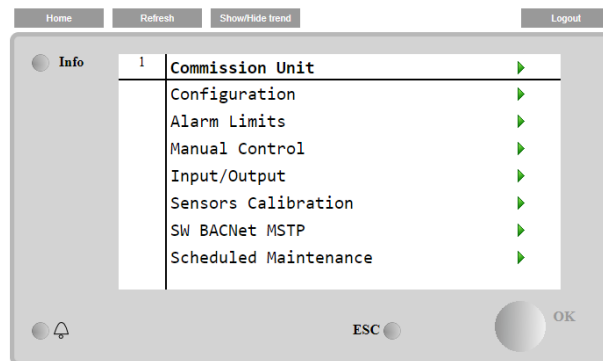 Home Refresh Show/Hide trend Logout
Info
1 Commission Unit
Configuration
Alarm Limits
Manual Control
Input/Output
Sensors Calibration
SW BACNet MSTP
Scheduled Maintenance
ESC OK